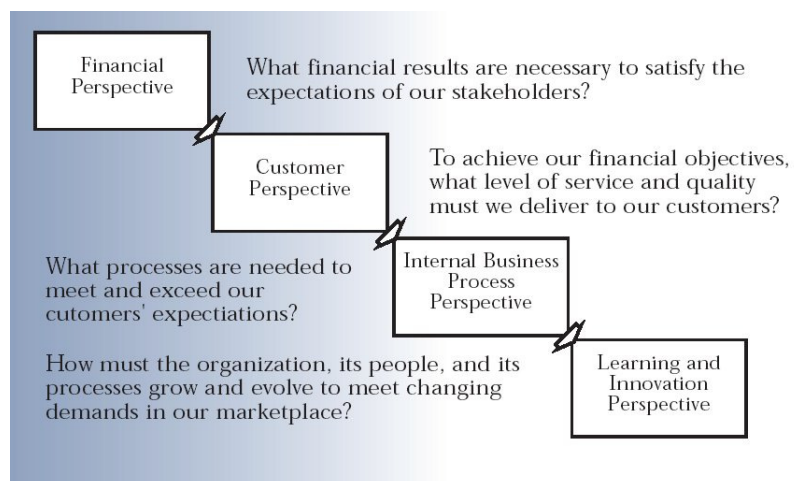 Financial
Perspective
What financial results are necessary to satisfy the
expectations of our stakeholders?
Customer
Perspective
To achieve our financial objectives,
what level of service and quality
must we deliver to our customers?
Internal Business
Process
Perspective
What processes are needed to
meet and exceed our
cutomers' expectiations?
How must the organization, its people, and its
processes grow and evolve to meet changing
demands in our marketplace?
Learning and
Innovation
Perspective